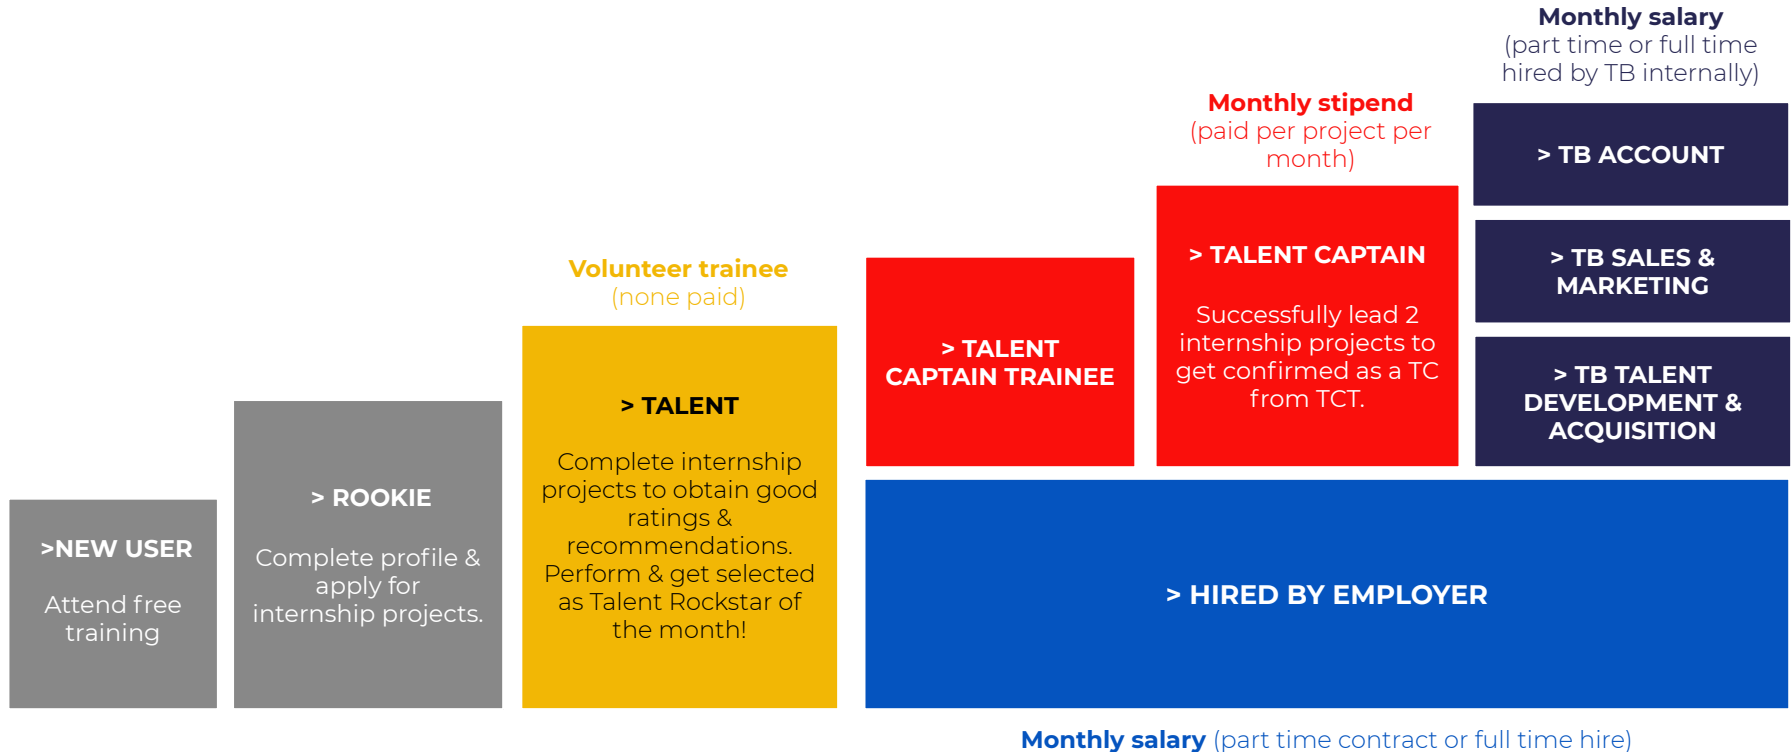 >NEW USER
Attend free
training
> ROOKIE
Complete profile &
apply for
internship projects.
Volunteer trainee
(none paid)
> TALENT
Complete internship
projects to obtain good
ratings &
recommendations.
Perform & get selected
as Talent Rockstar of
the month!
> TALENT
CAPTAIN TRAINEE
Monthly stipend
(paid per project per
month)
> TALENT CAPTAIN
Successfully lead 2
internship projects to
get confirmed as a TC
from TCT.
Monthly salary
(part time or full time
hired by TB internally)
> TB ACCOUNT
> TB SALES &
MARKETING
> TB TALENT
DEVELOPMENT &
ACQUISITION
> HIRED BY EMPLOYER
Monthly salary (part time contract or full time hire)